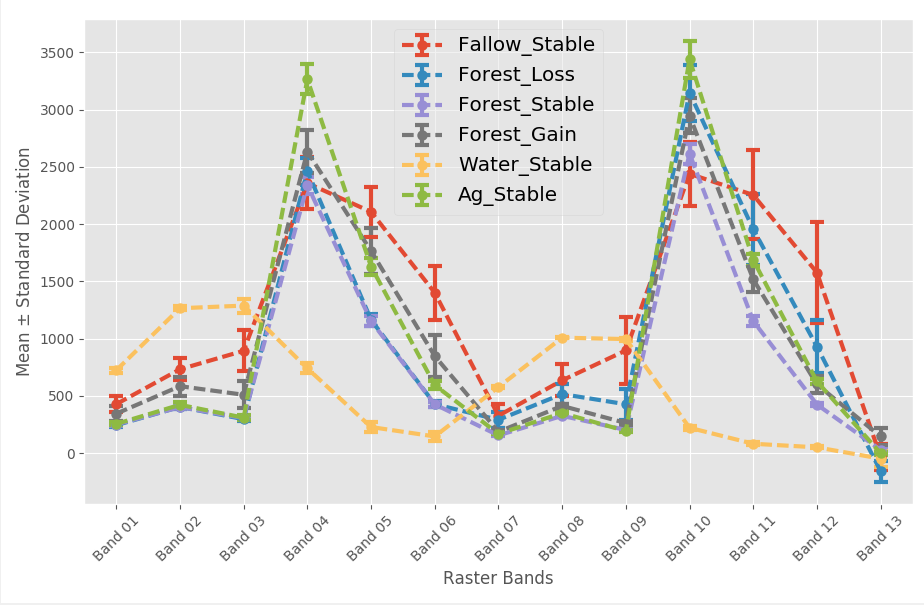 Fallow_Stable
Forest_Loss
Forest_Stable
Forest_Gain
Water_Stable
Ag_Stable
Mean ± Standard Deviation
3500
3000
2500
2000
1500
1000
500
0
Band 01
Band 02
Band 03
Band 04
Band 05
Band 06
Band 07
Band 08
Band 09
Band 10
Band 11
Band 12
Band 13
Raster Bands